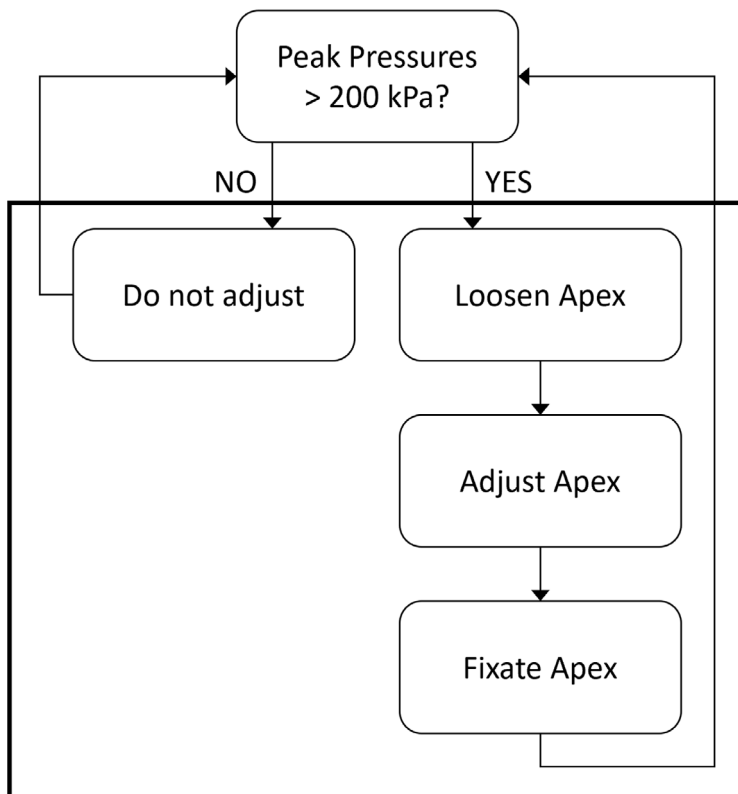 Peak Pressures
> 200 kPa?
NO
YES
Do not adjust
Loosen Apex
Adjust Apex
Fixate Apex